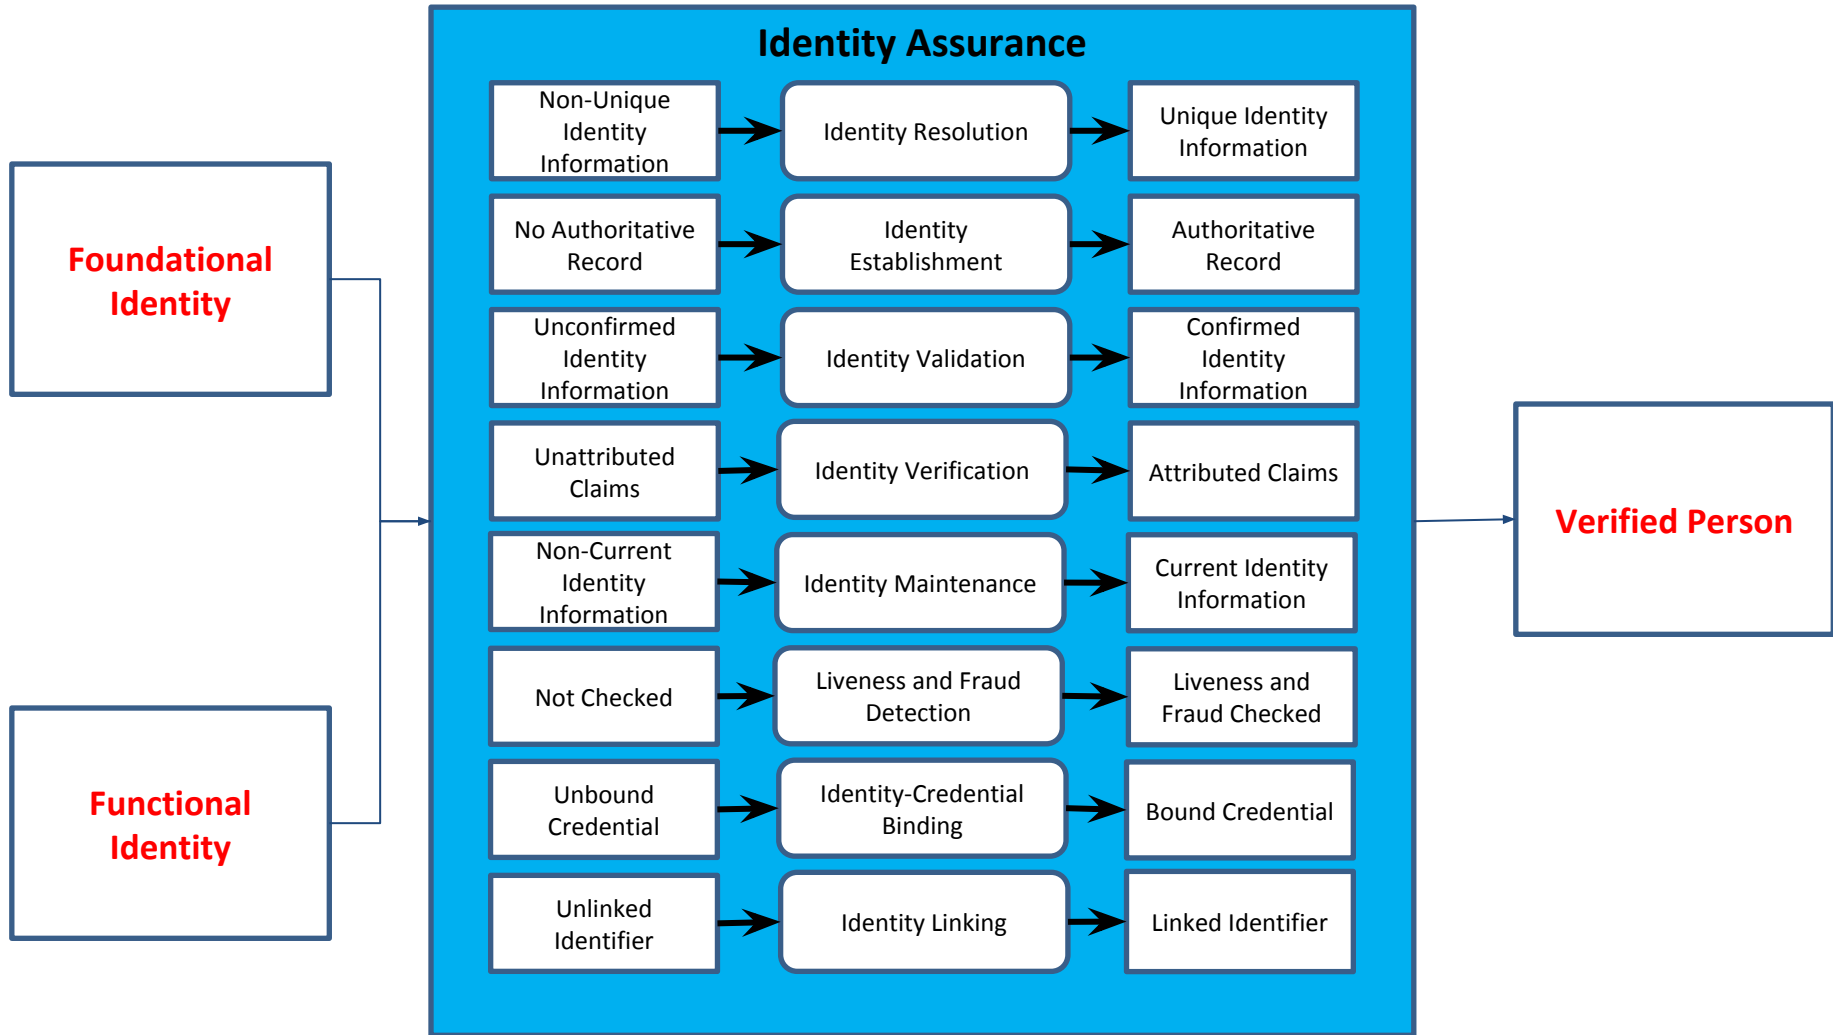 Identity Assurance
Non-Unique
Identity
Information
Identity Resolution
Unique Identity
Information
No Authoritative
Record
Identity
Establishment
Authoritative
Record
Unconfirmed
Identity
Information
Identity Validation
Confirmed
Identity
Information
Unattributed
Claims
Identity Verification
Attributed Claims
Non-Current
Identity
Information
Identity Maintenance
Current Identity
Information
Not Checked
Liveness and Fraud
Detection
Liveness and
Fraud Checked
Unbound
Credential
Identity-Credential
Binding
Bound Credential
Unlinked
Identifier
Identity Linking
Linked Identifier
Foundational
Identity
Functional
Identity
Verified Person